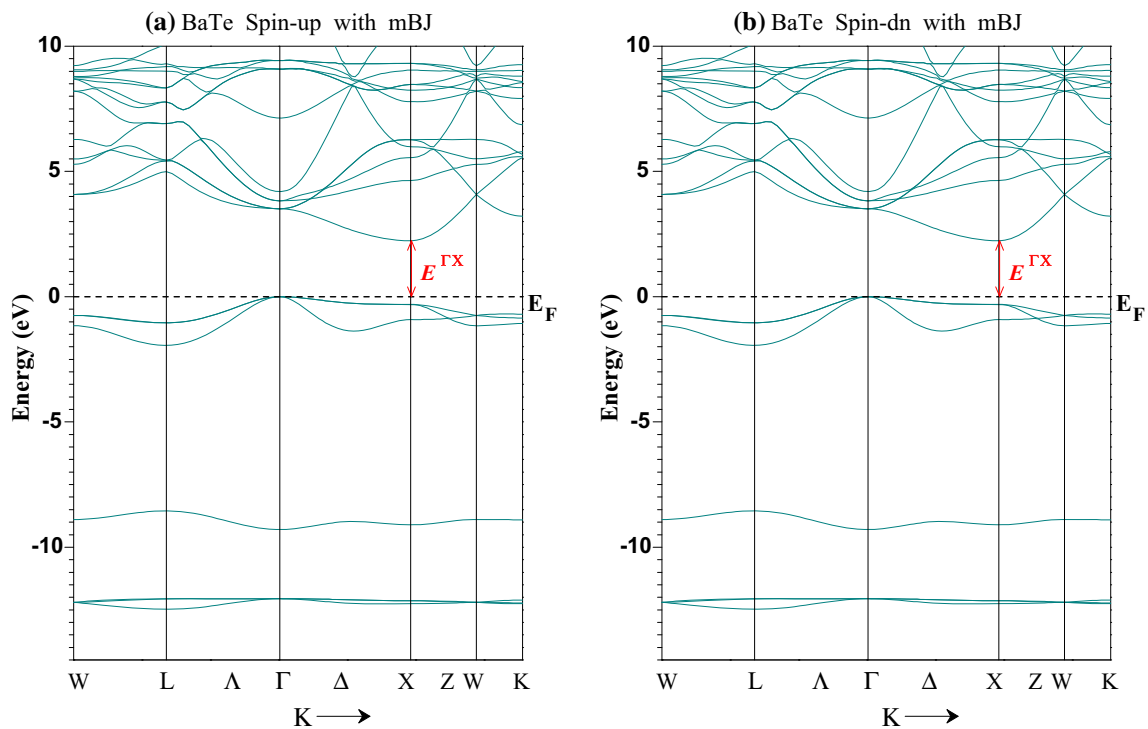 (a) BaTe Spin-up with mBJ
10
5
0
-5
-10
Energy (eV)
E ΓX
E_F
W L Λ Γ Δ X Z W K
K →
(b) BaTe Spin-dn with mBJ
10
5
0
-5
-10
Energy (eV)
E ΓX
E_F
W L Λ Γ Δ X Z W K
K →